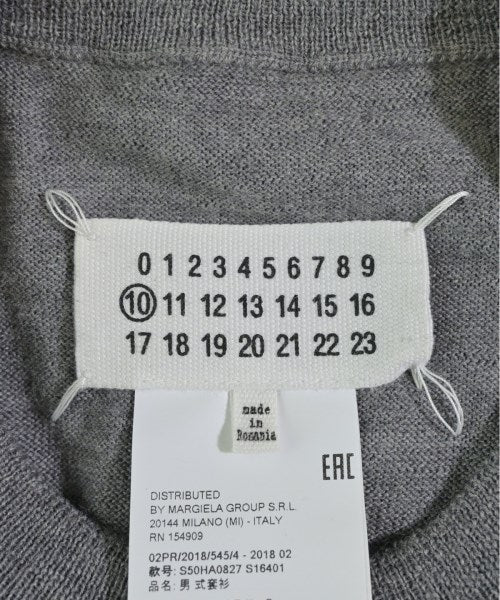 0 1 2 3 4 5 6 7 8 9
10 11 12 13 14 15 16
17 18 19 20 21 22 23
made
in
Romania
EAC
DISTRIBUTED
BY MARGIELA GROUP S.R.L.
20144 MILANO (MI) - ITALY
RN 154909
02PR/2018/545/4 - 2018 02
款号: S50HA0827 S16401
品名: 男 式套衫